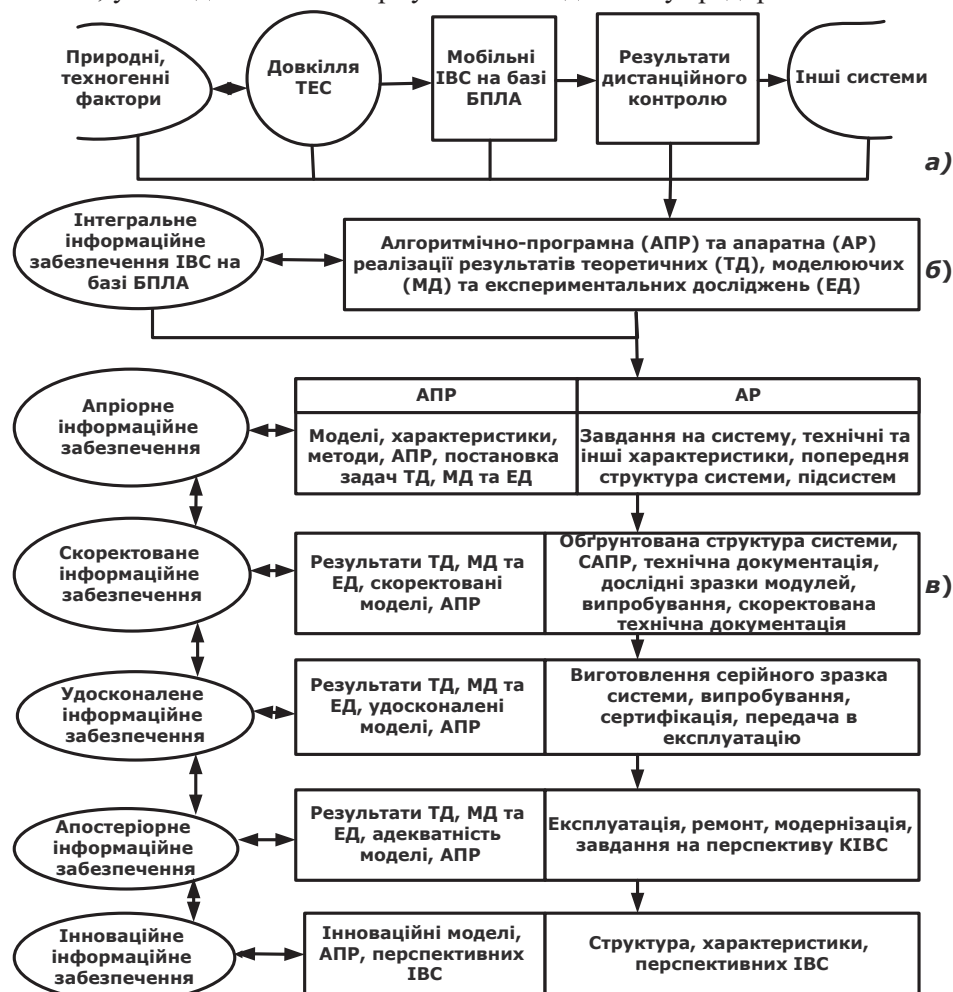 Природні,
техногенні
фактори
Довкілля
ТЕС
Мобільні
ІВС на базі
БПЛА
Результати
дистанційного
контролю
Інші системи
а)
Інтегральне
інформаційне
забезпечення ІВС на
базі БПЛА
Алгоритмічно-програмна (АПР) та апаратна (АР)
реалізації результатів теоретичних (ТД), моделюючих
(МД) та експериментальних досліджень (ЕД)
б)
Апріорне
інформаційне
забезпечення
АПР
АР
Моделі, характеристики,
методи, АПР, постановка
задач ТД, МД та ЕД
Завдання на систему, технічні та
інші характеристики, попередня
структура системи, підсистем
Скоректоване
інформаційне
забезпечення
Результати ТД, МД та
ЕД, скоректовані
моделі, АПР
Обґрунтована структура системи,
САПР, технічна документація,
дослідні зразки модулей,
випробування, скоректована
технічна документація
в)
Удосконалене
інформаційне
забезпечення
Результати ТД, МД та
ЕД, удосконалені
моделі, АПР
Виготовлення серійного зразка
системи, випробування,
сертифікація, передача в
експлуатацію
Апостеріорне
інформаційне
забезпечення
Результати ТД, МД та
ЕД, адекватність
моделі, АПР
Експлуатація, ремонт, модернізація,
завдання на перспективу КІВС
Інноваційне
інформаційне
забезпечення
Інноваційні моделі,
АПР, перспективних
ІВС
Структура, характеристики,
перспективних ІВС